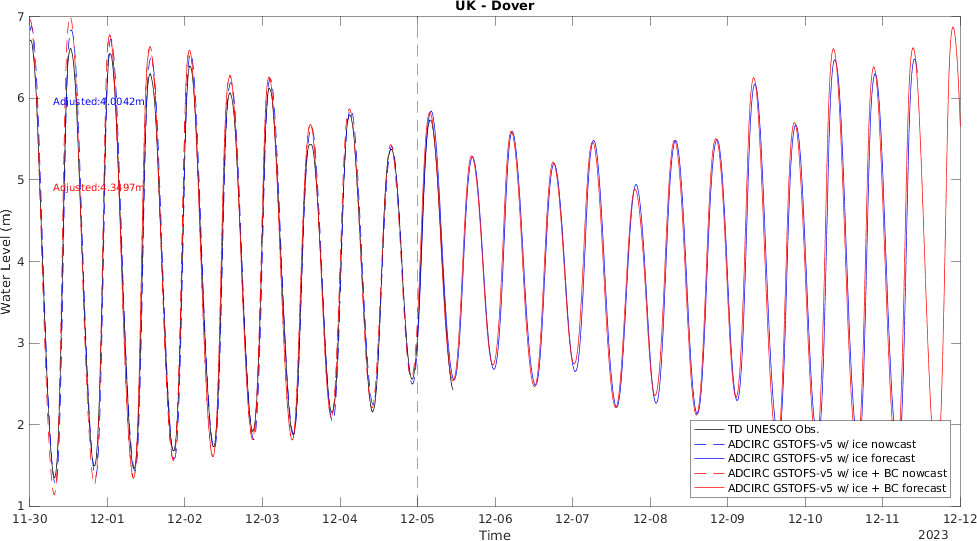 UK - Dover
7
6
5
4
3
2
1
Water Level (m)
Adjusted:4.0042m
Adjusted:4.3497m
TD UNESCO Obs.
ADCIRC GSTOFS-v5 w/ ice nowcast
ADCIRC GSTOFS-v5 w/ ice forecast
ADCIRC GSTOFS-v5 w/ ice + BC nowcast
ADCIRC GSTOFS-v5 w/ ice + BC forecast
11-30 12-01 12-02 12-03 12-04 12-05 12-06 12-07 12-08 12-09 12-10 12-11 12-12
Time
2023